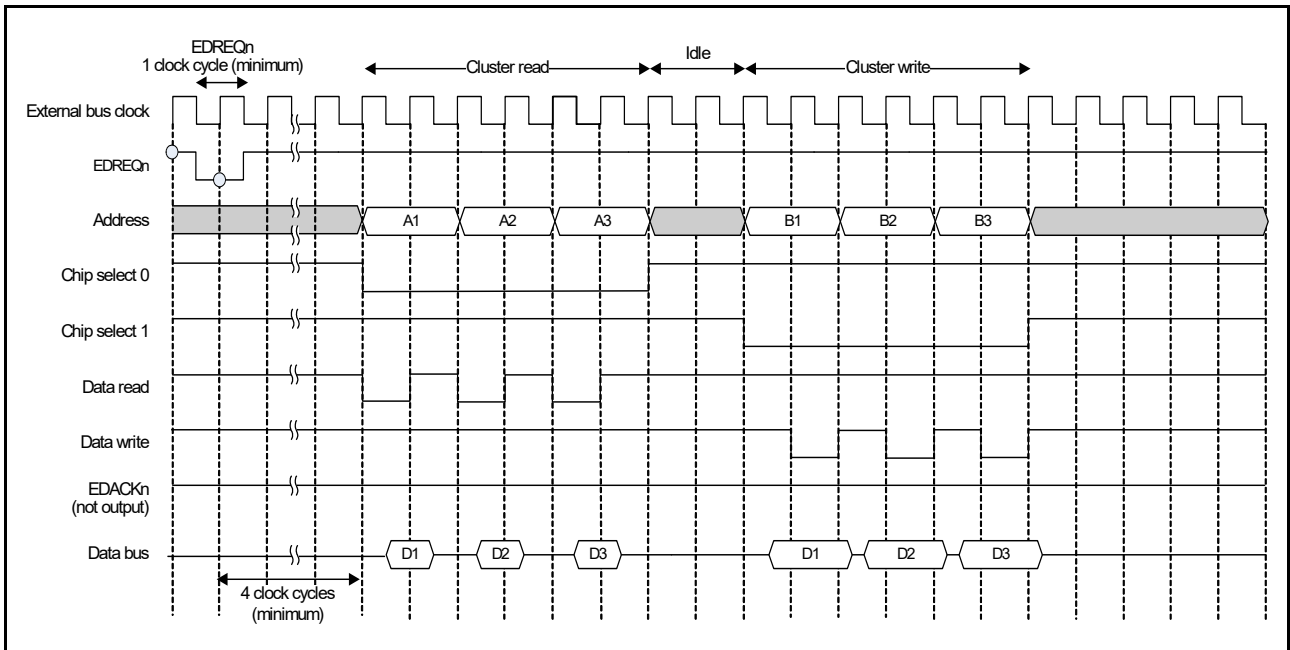 EDREQn
1 clock cycle (minimum)
Cluster read
Idle
Cluster write
External bus clock
EDREQn
Address
A1
A2
A3
B1
B2
B3
Chip select 0
Chip select 1
Data read
Data write
EDACKn
(not output)
Data bus
D1
D2
D3
D1
D2
D3
4 clock cycles
(minimum)